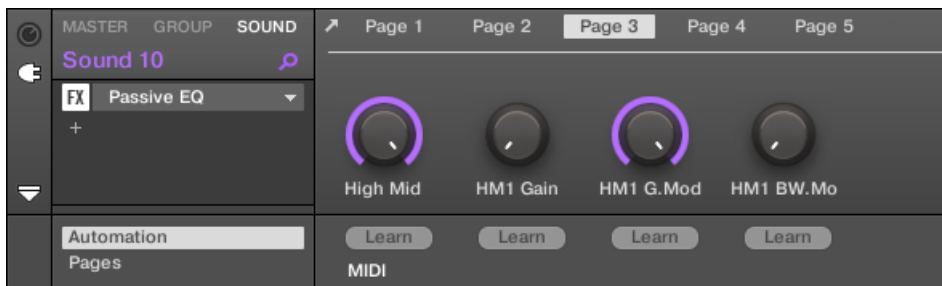 MASTER GROUP SOUND
Page 1 Page 2 Page 3 Page 4 Page 5
Sound 10
FX Passive EQ
+
High Mid HM1 Gain HM1 G.Mod HM1 BW.Mo
Automation
Learn Learn Learn Learn
Pages
MIDI